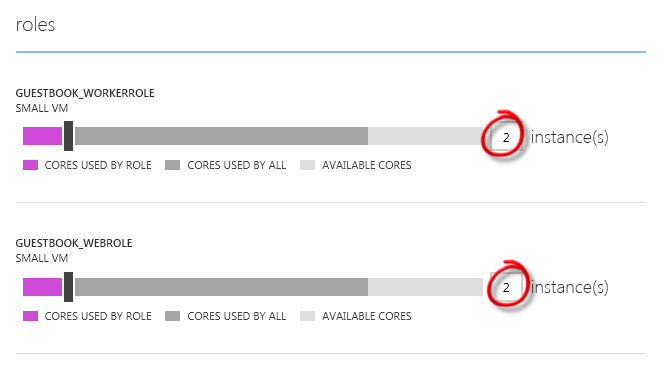 roles
GUESTBOOK_WORKERROLE
SMALL VM
2 instance(s)
CORES USED BY ROLE CORES USED BY ALL AVAILABLE CORES
GUESTBOOK_WEBROLE
SMALL VM
2 instance(s)
CORES USED BY ROLE CORES USED BY ALL AVAILABLE CORES